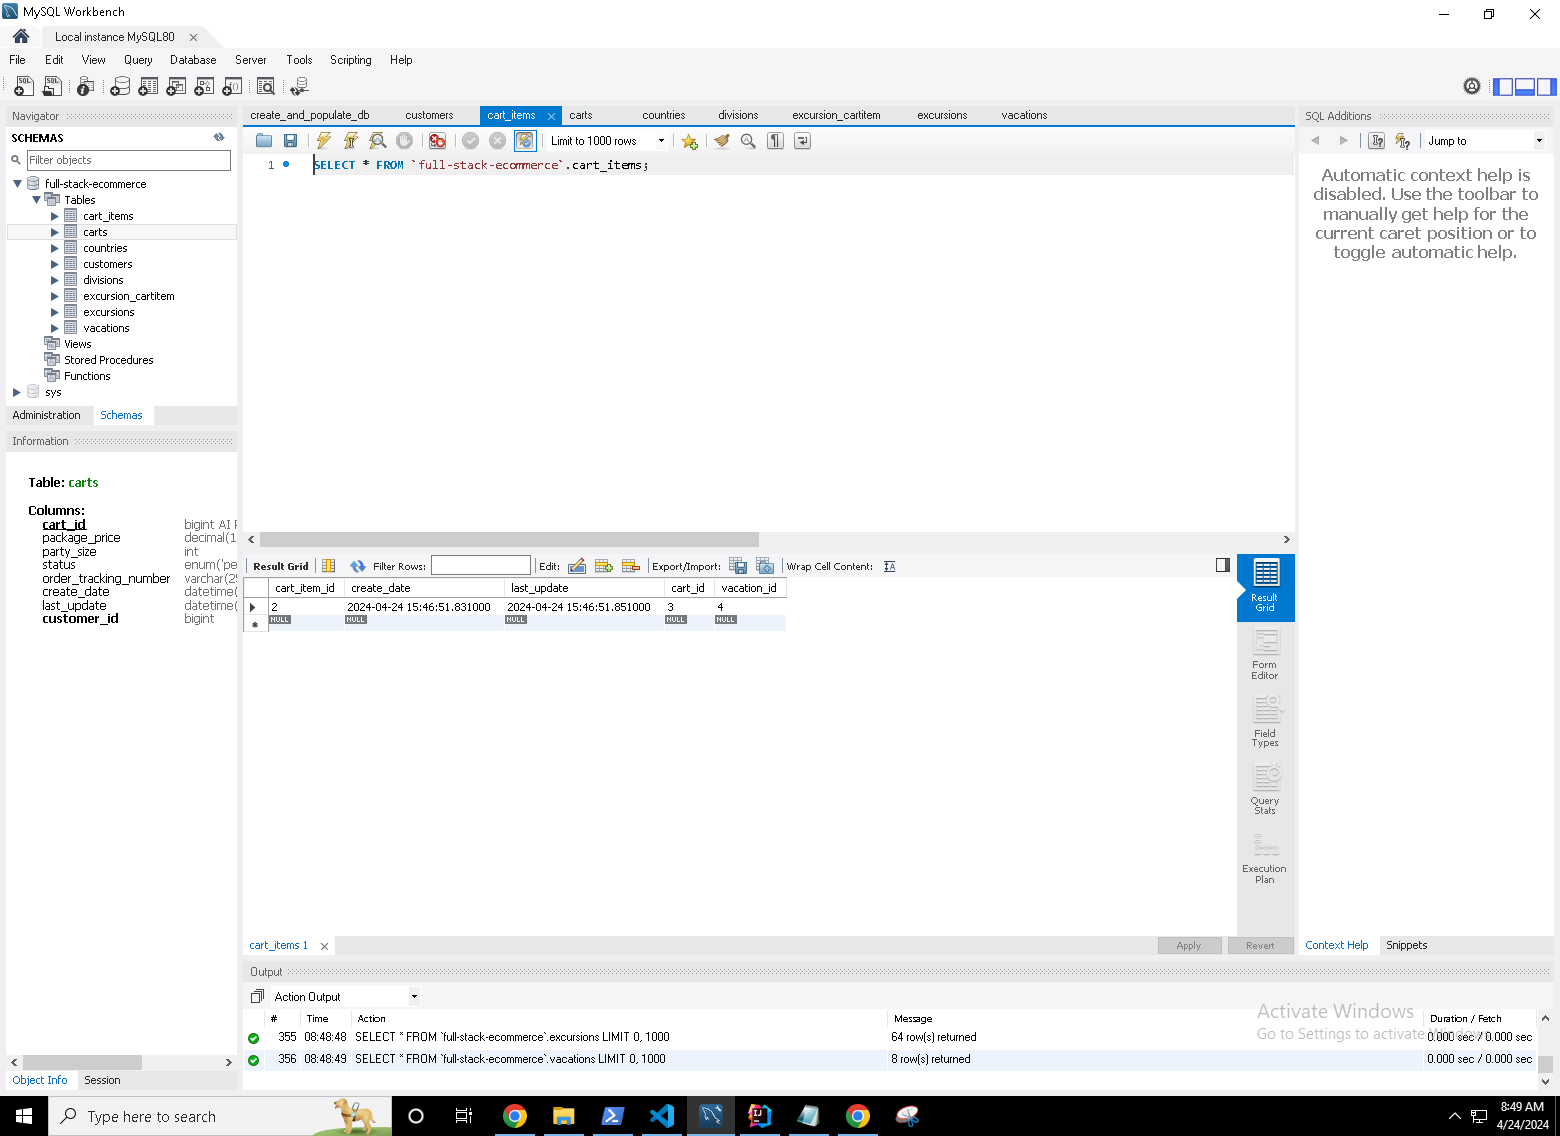 MySQL Workbench
Local instance MySQL80
File Edit View Query Database Server Tools Scripting Help
Navigator
SCHEMAS
Filter objects
full-stack-ecommerce
Tables
cart_items
carts
countries
customers
divisions
excursion_cartitem
excursions
vacations
Views
Stored Procedures
Functions
sys
Administration Schemas
Information
Table: carts
Columns:
cart_id bigint AI
package_price decimal(1
party_size int
status enum('pe
order_tracking_number varchar(25
create_date datetime(
last_update datetime(
customer_id bigint
Object Info Session
create_and_populate_db customers cart_items carts countries divisions excursion_cartitem excursions vacations
Limit to 1000 rows
1 SELECT * FROM `full-stack-ecommerce`.cart_items;
Result Grid Filter Rows: Edit: Export/Import: Wrap Cell Content:
cart_item_id create_date last_update cart_id vacation_id
2 2024-04-24 15:46:51.831000 2024-04-24 15:46:51.851000 3 4
NULL NULL NULL NULL NULL
Result
Grid
Form
Editor
Field
Types
Query
Stats
Execution
Plan
cart_items 1
Apply Revert
SQL Additions
Jump to
Automatic context help is
disabled. Use the toolbar to
manually get help for the
current caret position or to
toggle automatic help.
Context Help Snippets
Output
Action Output
# Time Action Message Duration / Fetch
355 08:48:48 SELECT * FROM `full-stack-ecommerce`.excursions LIMIT 0, 1000 64 row(s) returned 0.000 sec / 0.000 sec
356 08:48:49 SELECT * FROM `full-stack-ecommerce`.vacations LIMIT 0, 1000 8 row(s) returned 0.000 sec / 0.000 sec
Activate Windows
Go to Settings to activate Windows.
Type here to search
8:49 AM
4/24/2024